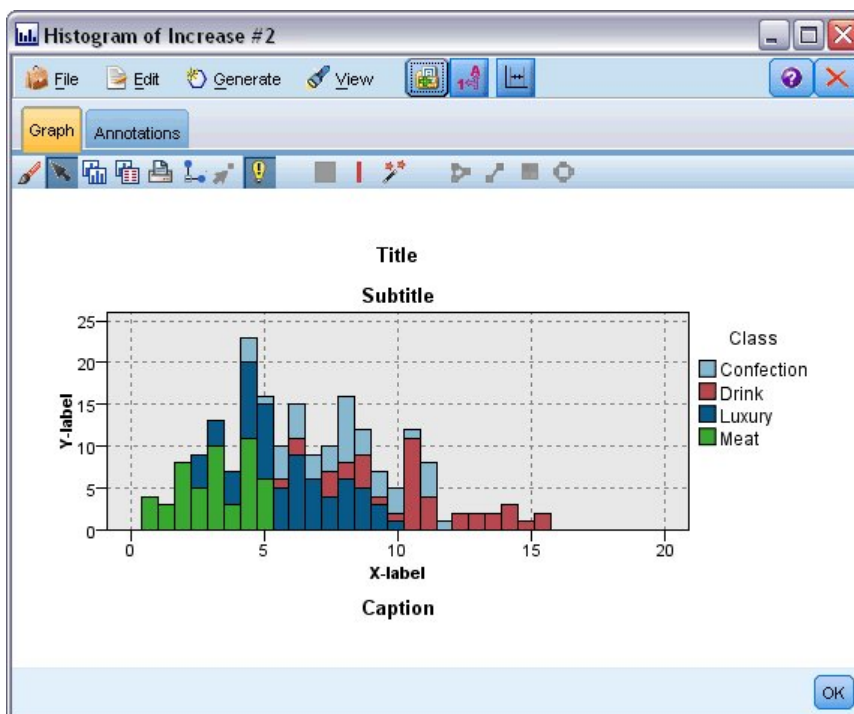 Histogram of Increase #2
File Edit Generate View
Graph Annotations
Title
Subtitle
25
20
15
10
5
0
Y-label
0 5 10 15 20
X-label
Caption
Class
Confection
Drink
Luxury
Meat
OK